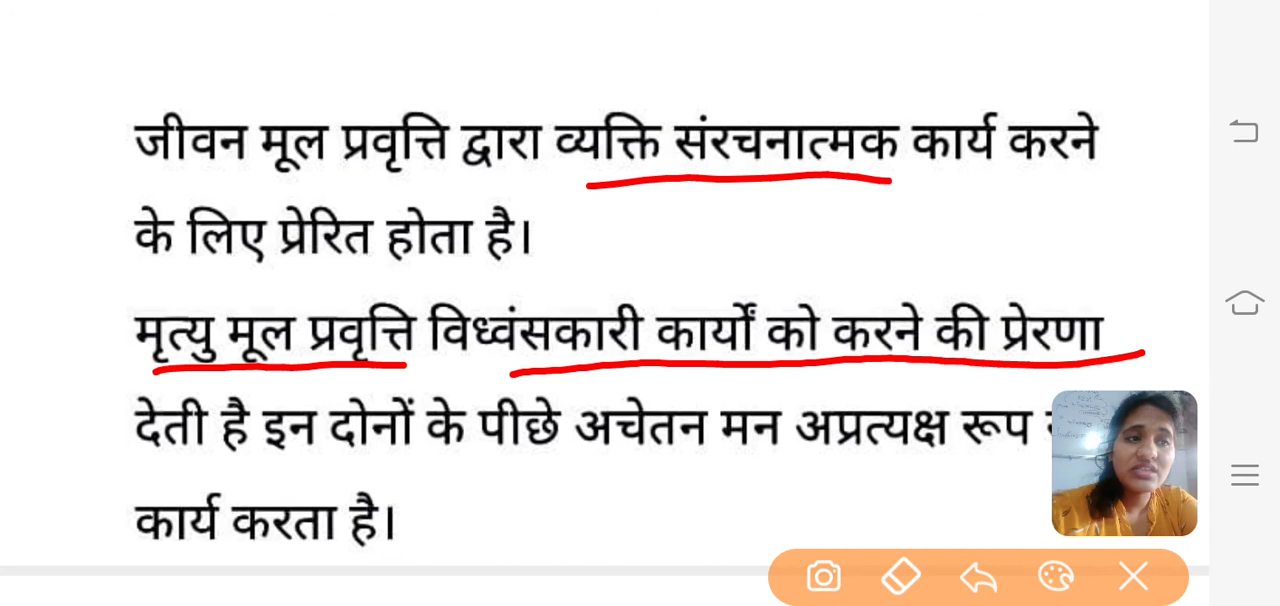 जीवन मूल प्रवृत्ति द्वारा व्यक्ति संरचनात्मक कार्य करने
के लिए प्रेरित होता है।
मृत्यु मूल प्रवृत्ति विध्वंसकारी कार्यों को करने की प्रेरणा
देती है इन दोनों के पीछे अचेतन मन अप्रत्यक्ष रूप
कार्य करता है।